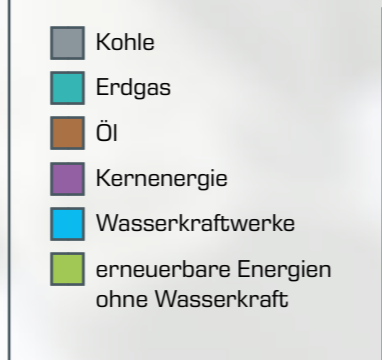 Kohle
Erdgas
Öl
Kernenergie
Wasserkraftwerke
erneuerbare Energien
ohne Wasserkraft